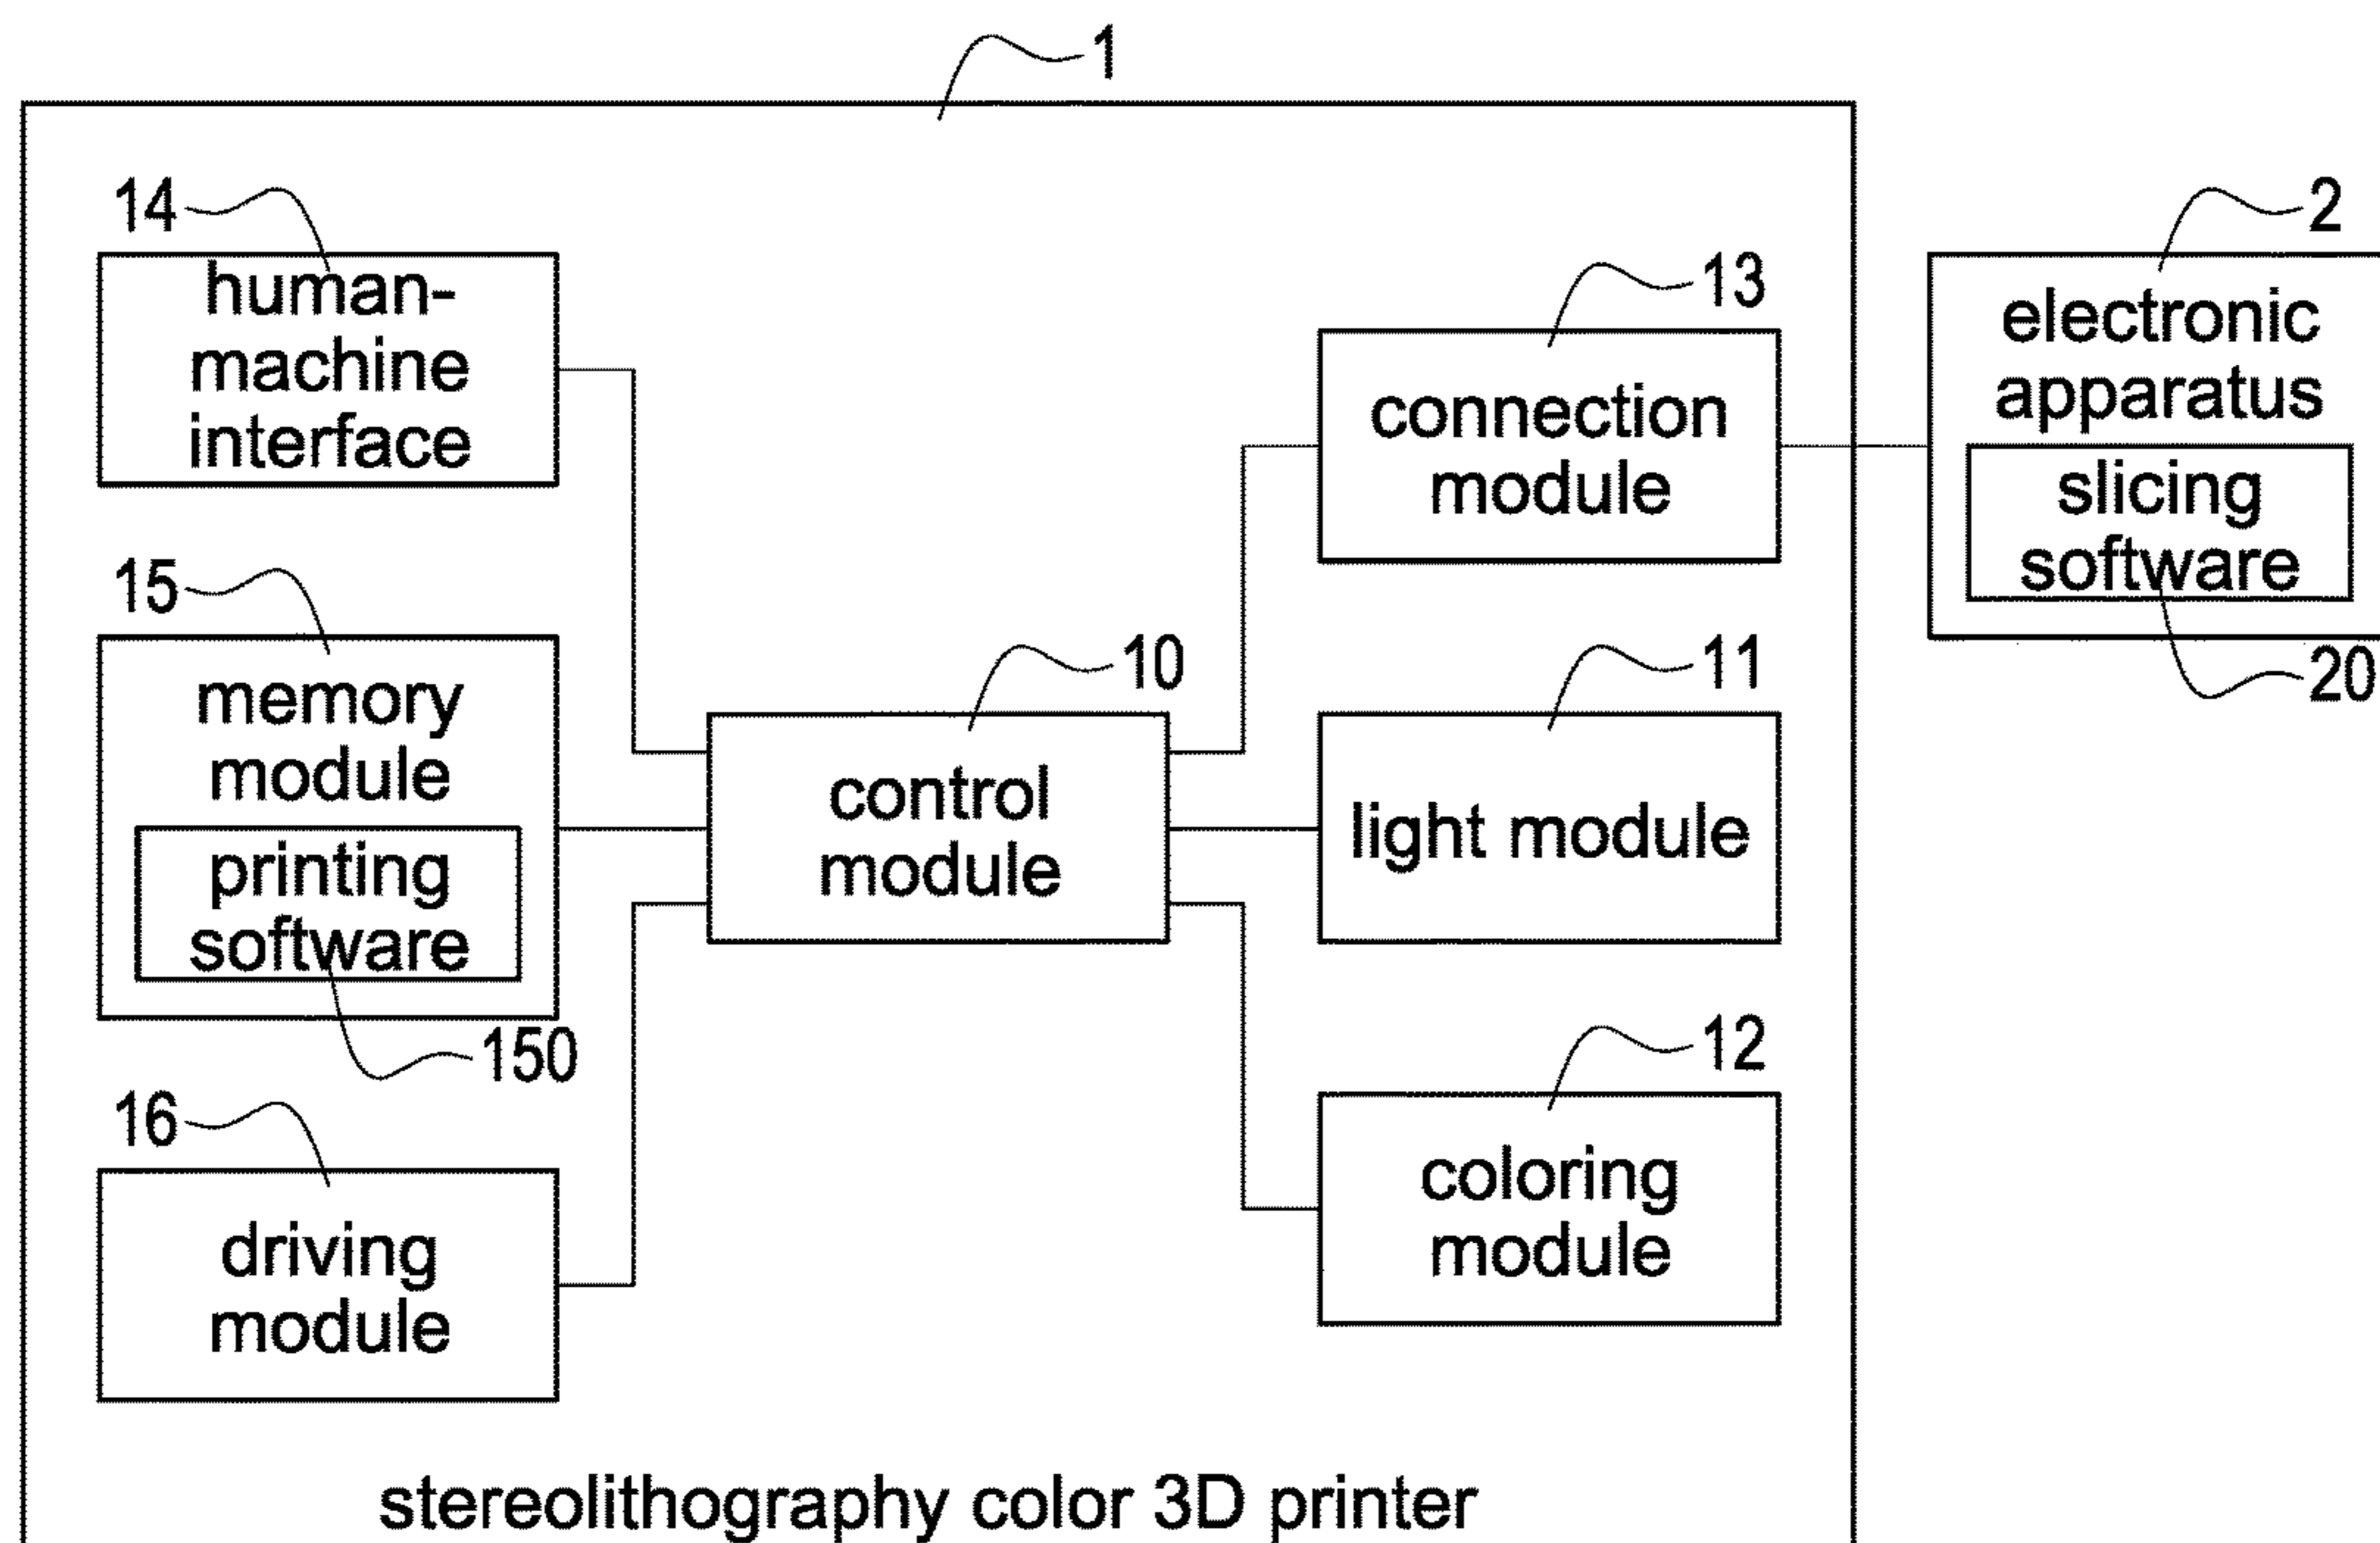 1
14
human-
machine
interface
13
connection
module
2
electronic
apparatus
slicing
software
20
15
memory
module
printing
software
150
10
control
module
11
light module
16
driving
module
12
coloring
module
stereolithography color 3D printer